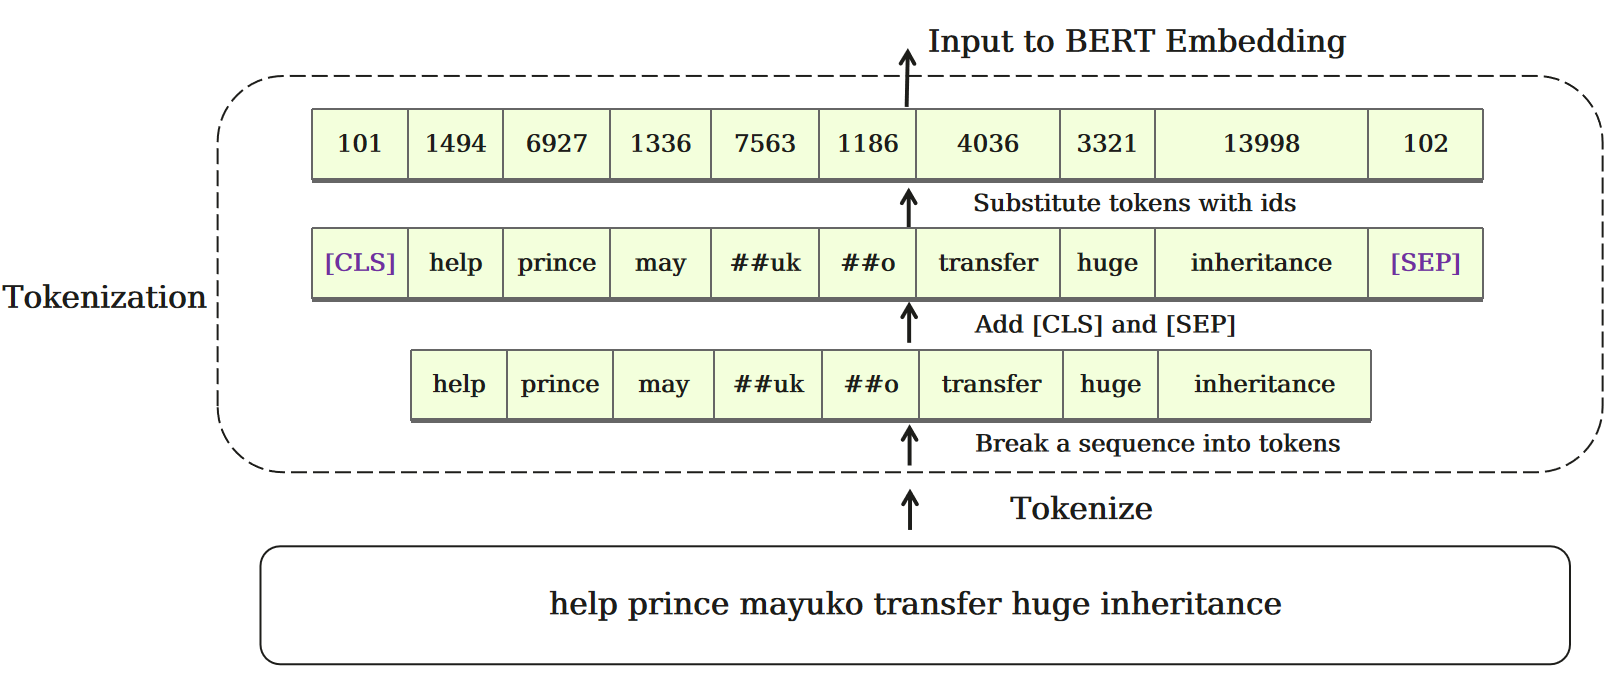 Input to BERT Embedding
101 1494 6927 1336 7563 1186 4036 3321 13998 102
Substitute tokens with ids
[CLS] help prince may ##uk ##o transfer huge inheritance [SEP]
Tokenization
Add [CLS] and [SEP]
help prince may ##uk ##o transfer huge inheritance
Break a sequence into tokens
Tokenize
help prince mayuko transfer huge inheritance